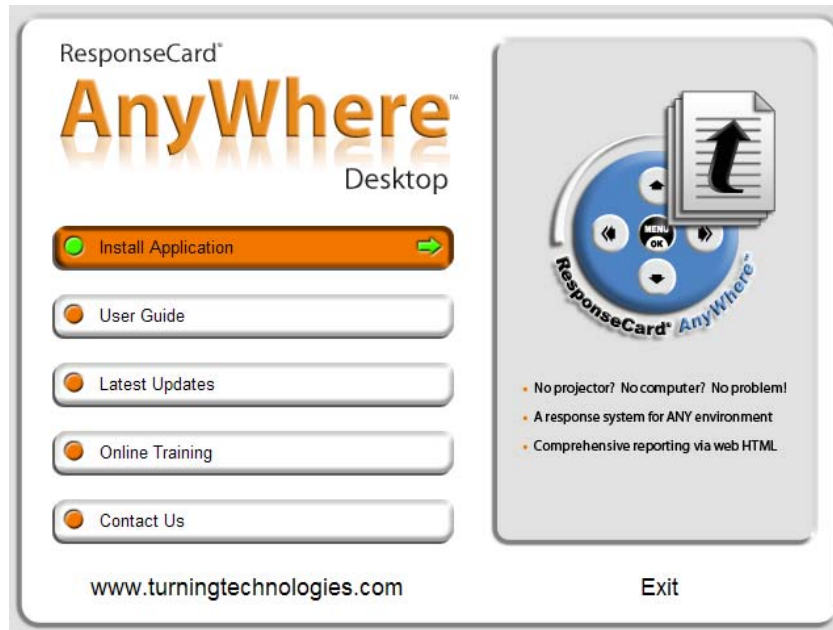 ResponseCard®
AnyWhere™
Desktop
Install Application
User Guide
Latest Updates
Online Training
Contact Us
www.turningtechnologies.com
MENU
OK
ResponseCard® AnyWhere™
• No projector? No computer? No problem!
• A response system for ANY environment
• Comprehensive reporting via web HTML
Exit